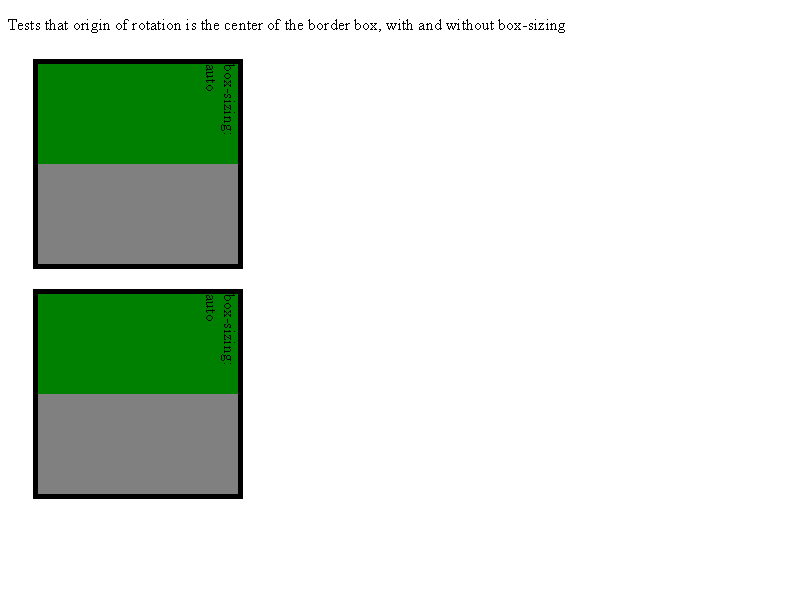 Tests that origin of rotation is the center of the border box, with and without box-sizing
box-sizing:
auto
box-sizing:
auto